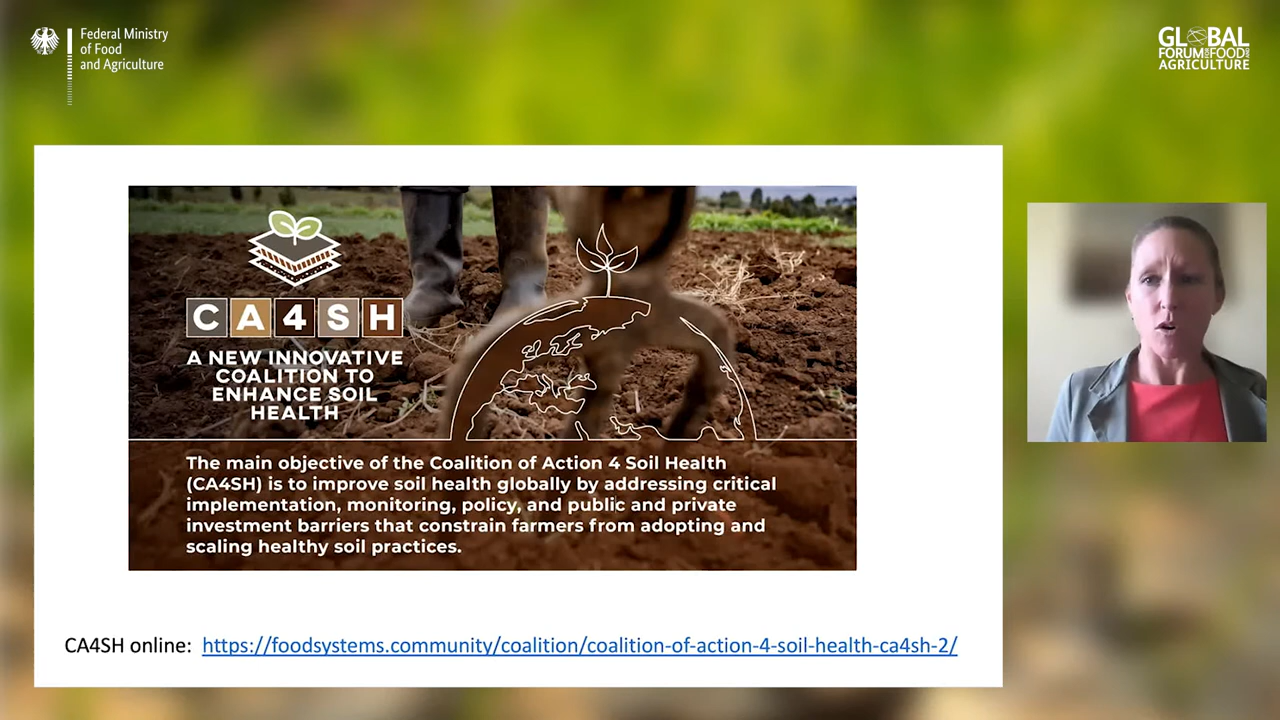 Federal Ministry
of Food
and Agriculture
GLOBAL
FORUM FOR FOOD AND
AGRICULTURE
CA4SH
A NEW INNOVATIVE
COALITION TO
ENHANCE SOIL
HEALTH
The main objective of the Coalition of Action 4 Soil Health
(CA4SH) is to improve soil health globally by addressing critical
implementation, monitoring, policy, and public and private
investment barriers that constrain farmers from adopting and
scaling healthy soil practices.
CA4SH online: https://foodsystems.community/coalition/coalition-of-action-4-soil-health-ca4sh-2/